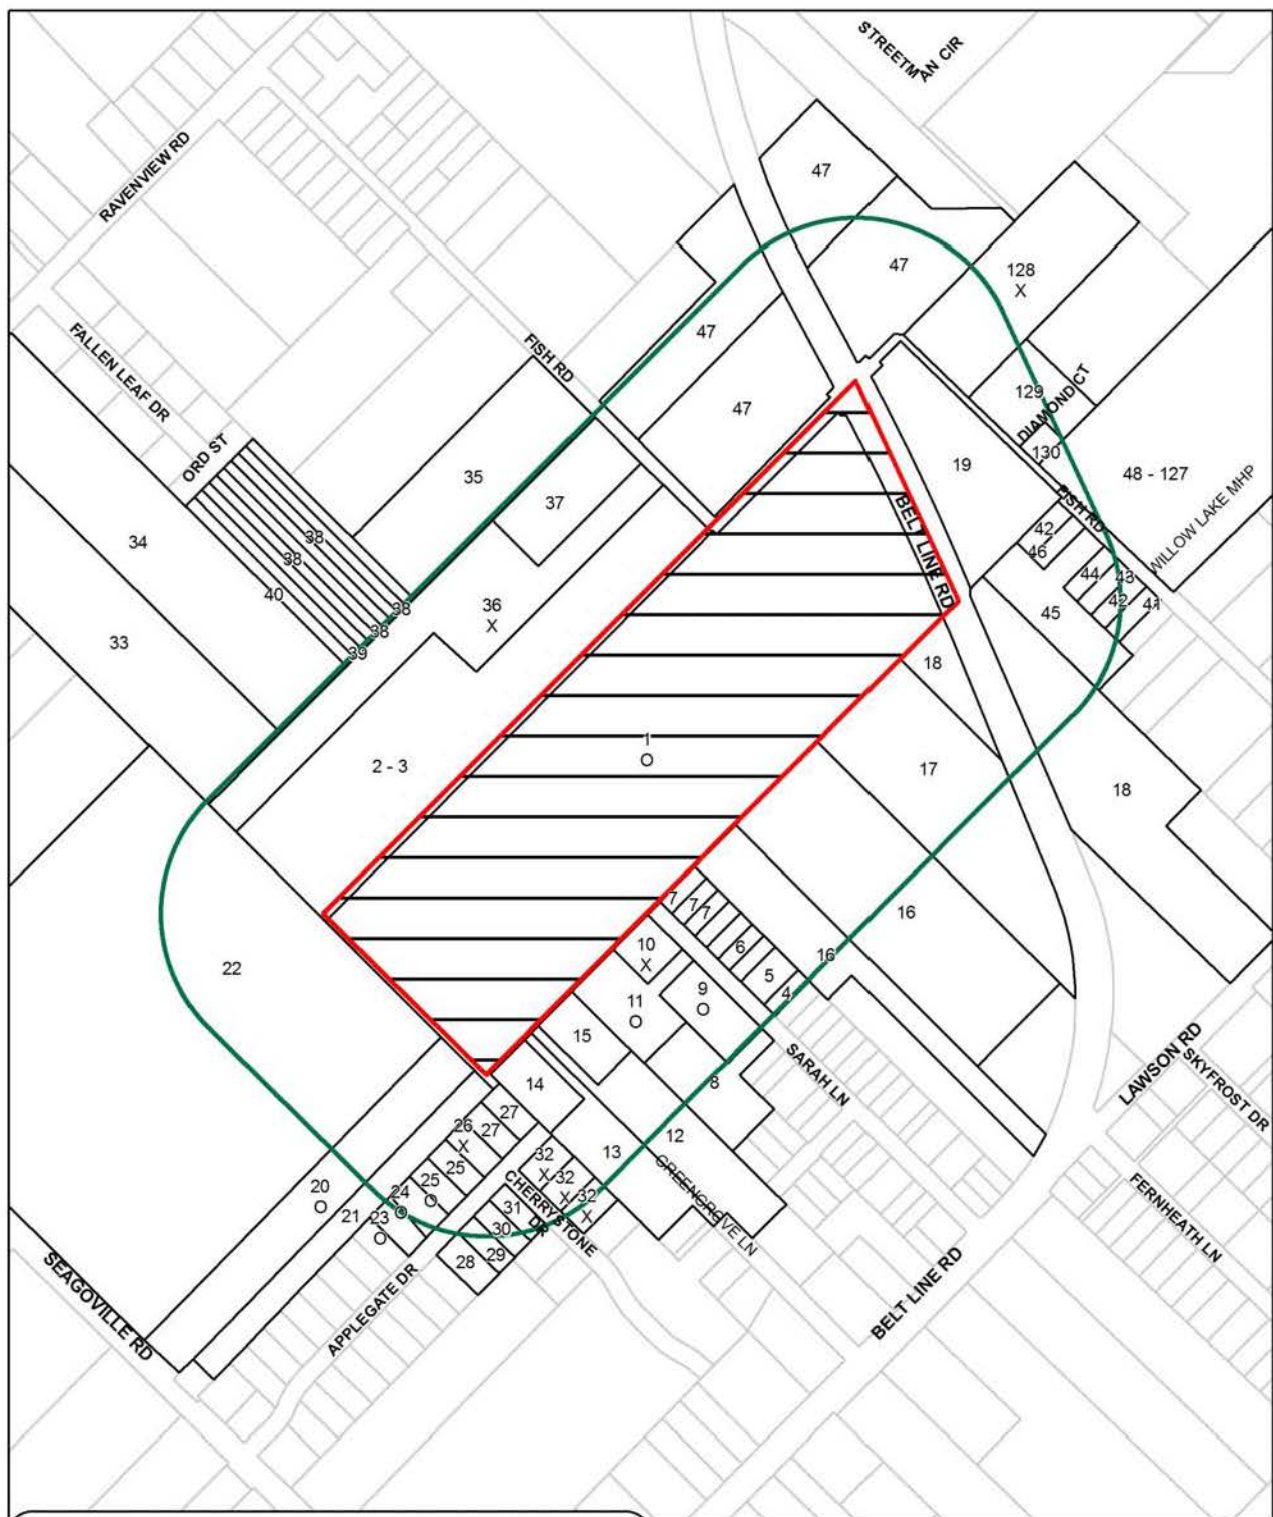 STREETMAN CIR
RAVENVIEW RD
47
47
128
X
FALLEN LEAF DR
FISH RD
47
129
DIAMOND CT
47
ORD ST
130
19
48 - 127
35
37
FISH RD
WILLOW LAKE MHP
BELT LINE RD
42
46
34
38
38
44
43
40
36
X
38
42
41
45
33
38
39
18
1
O
2 - 3
17
18
7
7
7
16
10
X
6
16
22
5
9
O
4
11
O
15
SARAH LN
LAWSON RD
SKYFROST DR
14
8
27
26
X
27
12
32
X
13
25
32
X
GREENGROVE LN
FERNHEATH LN
25
O
CHERRYSTONE DR
20
O
24
O
32
X
21
23
O
31
30
29
28
SEAGOVILLE RD
APPLEGATE DR
BELT LINE RD